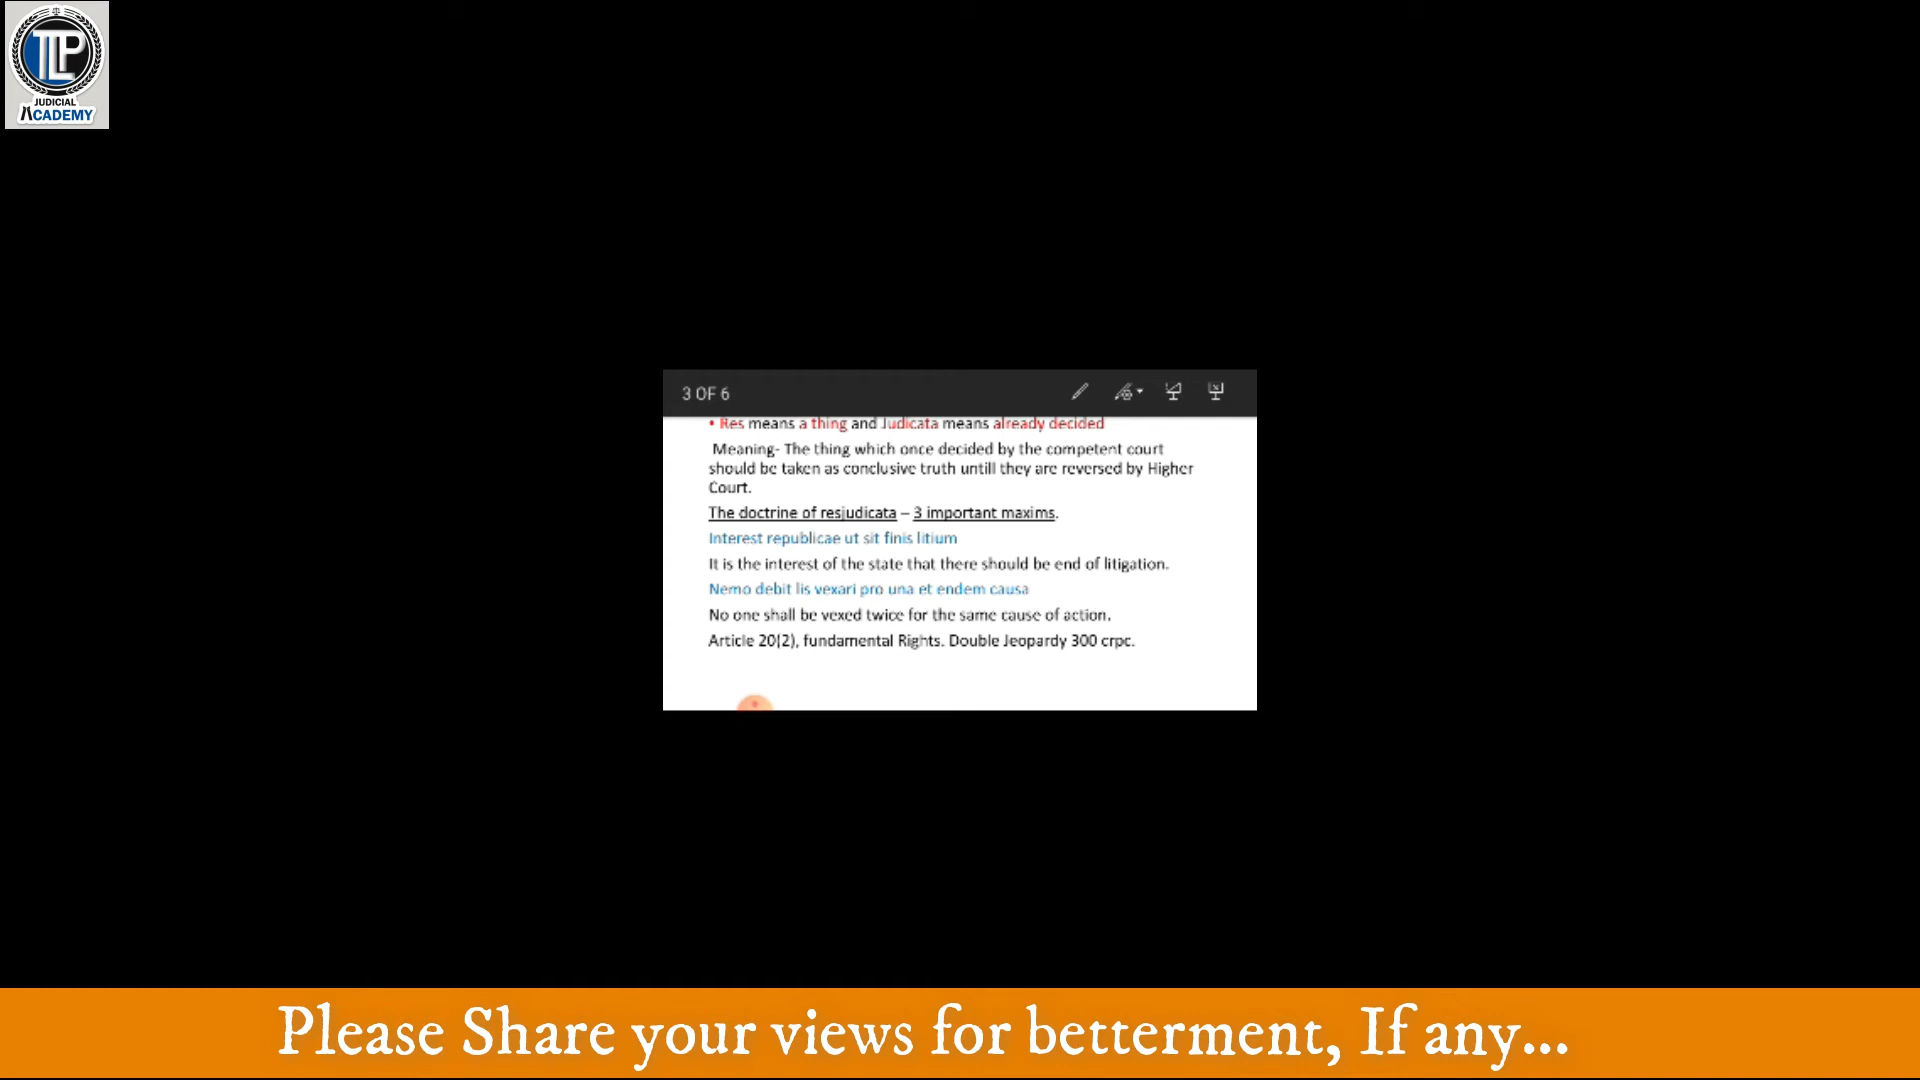 TLP
JUDICIAL
ACADEMY
3 OF 6
• Res means a thing and Judicata means already decided
Meaning- The thing which once decided by the competent court
should be taken as conclusive truth untill they are reversed by Higher
Court.
The doctrine of resjudicata – 3 important maxims.
Interest republicae ut sit finis litium
It is the interest of the state that there should be end of litigation.
Nemo debit lis vexari pro una et endem causa
No one shall be vexed twice for the same cause of action.
Article 20(2), fundamental Rights. Double Jeopardy 300 crpc.
Please Share your views for betterment, If any...